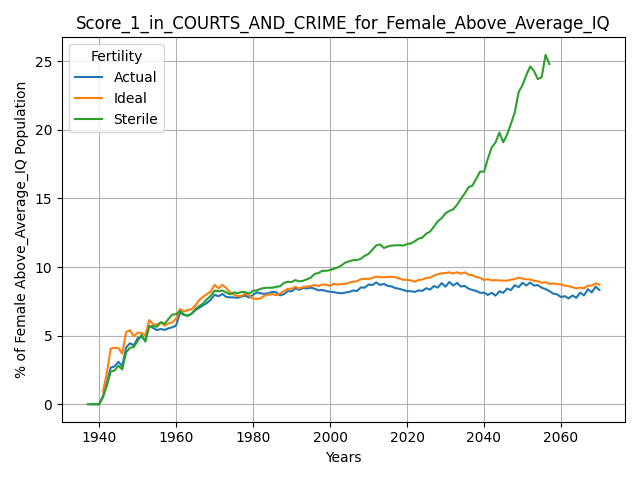 Score_1_in_COURTS_AND_CRIME_for_Female_Above_Average_IQ
% of Female Above_Average_IQ Population
25
20
15
10
5
0
Fertility
Actual
Ideal
Sterile
1940 1960 1980 2000 2020 2040 2060
Years